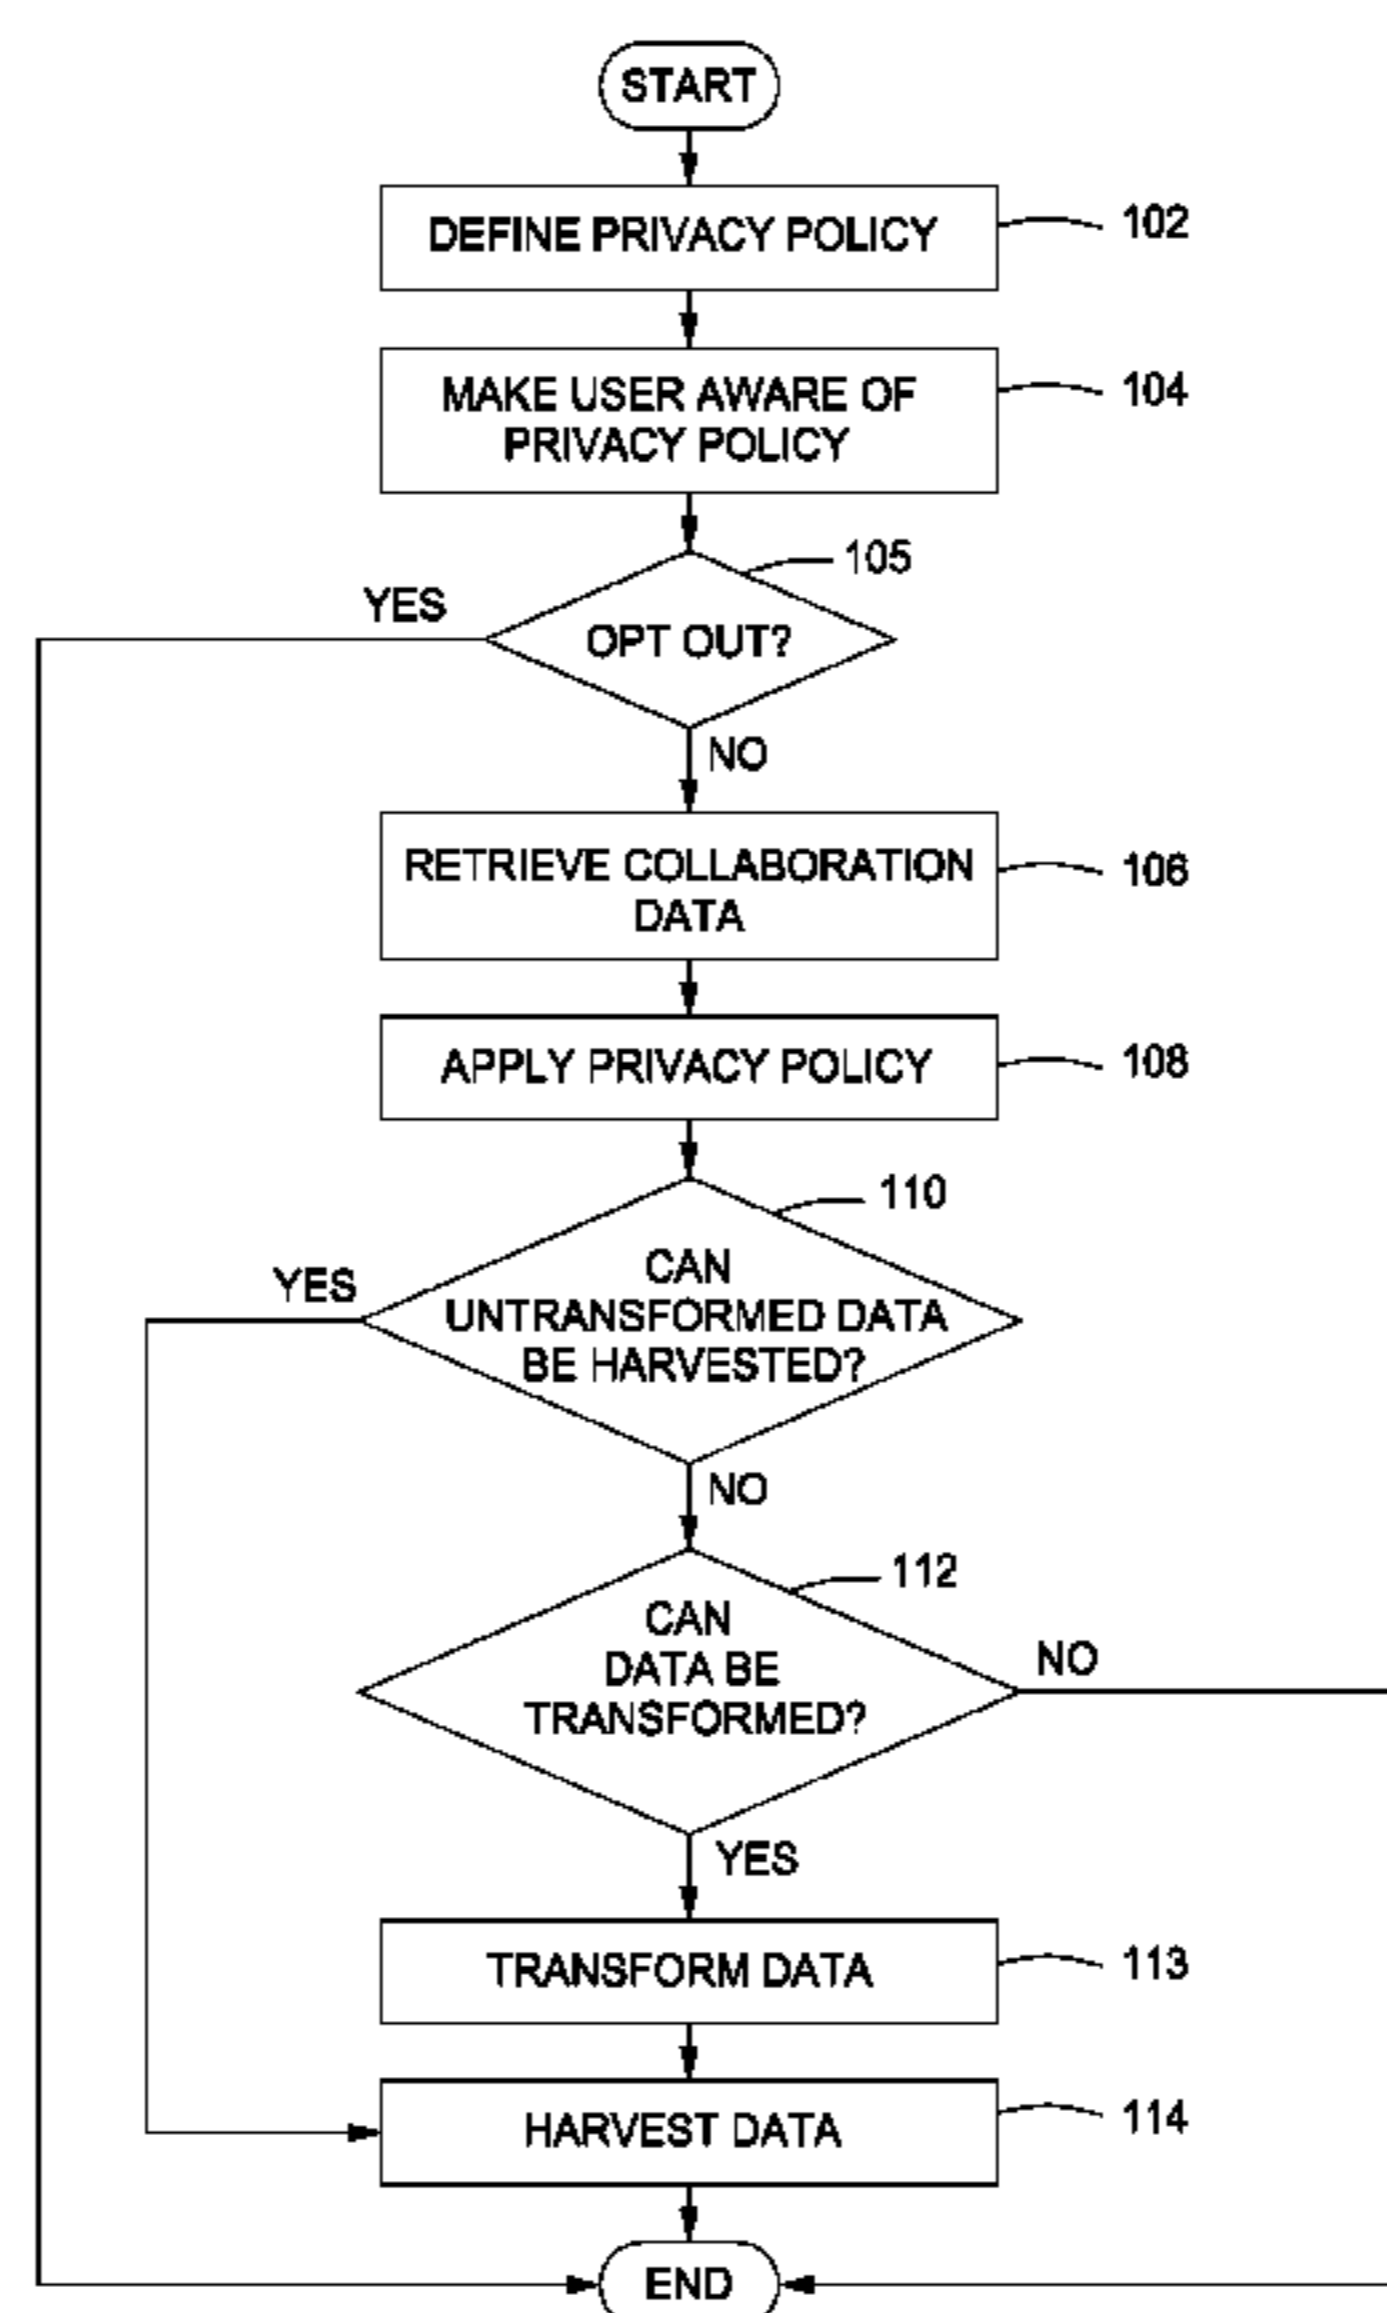 START
DEFINE PRIVACY POLICY
102
MAKE USER AWARE OF
PRIVACY POLICY
104
105
YES
OPT OUT?
NO
RETRIEVE COLLABORATION
DATA
106
APPLY PRIVACY POLICY
108
110
YES
CAN
UNTRANSFORMED DATA
BE HARVESTED?
NO
112
CAN
DATA BE
TRANSFORMED?
NO
YES
TRANSFORM DATA
113
HARVEST DATA
114
END